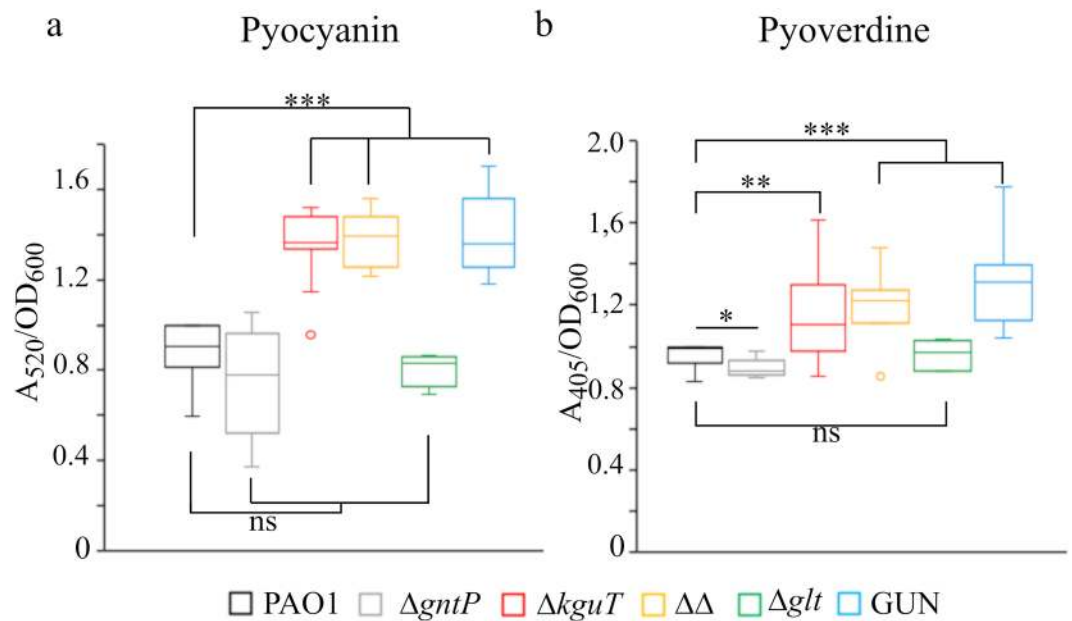 a
Pyocyanin
***
1.6
1.2
0.8
0.4
0
A520/OD600
ns
b
Pyoverdine
***
**
*
2.0
1,6
1,2
0.8
0.4
0
A405/OD600
ns
PAO1 ΔgntP ΔkguT ΔΔ Δglt GUN